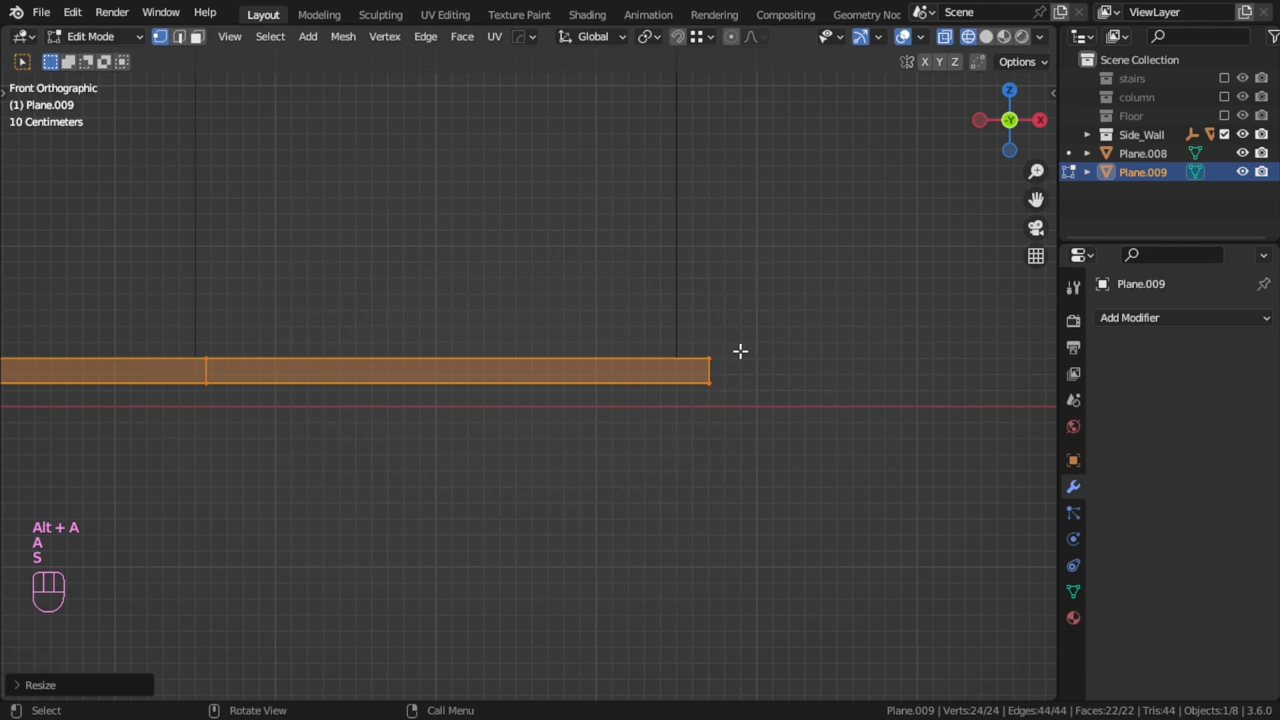 File Edit Render Window Help Layout Modeling Sculpting UV Editing Texture Paint Shading Animation Rendering Compositing Geometry Noc Scene ViewLayer
Edit Mode View Select Add Mesh Vertex Edge Face UV Global
X Y Z Options
Front Orthographic
(1) Plane.009
10 Centimeters
Z
-Y
X
Scene Collection
stairs
column
Floor
Side_Wall
Plane.008
Plane.009
Plane.009
Add Modifier
Alt + A
A
S
Resize
Select Rotate View Call Menu Plane.009 | Verts:24/24 | Edges:44/44 | Faces:22/22 | Tris:44 | Objects:1/8 | 3.6.0